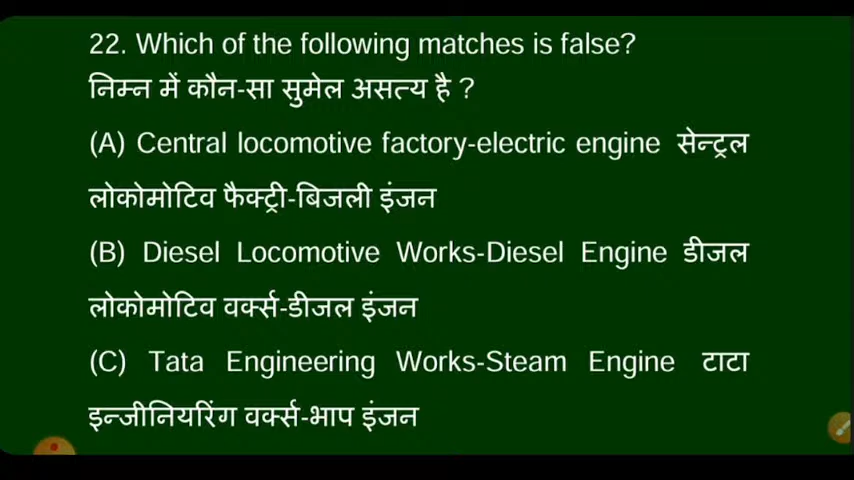 22. Which of the following matches is false?
निम्न में कौन-सा सुमेल असत्य है ?
(A) Central locomotive factory-electric engine सेन्ट्रल
लोकोमोटिव फैक्ट्री-बिजली इंजन
(B) Diesel Locomotive Works-Diesel Engine डीजल
लोकोमोटिव वर्क्स-डीजल इंजन
(C) Tata Engineering Works-Steam Engine टाटा
इन्जीनियरिंग वर्क्स-भाप इंजन